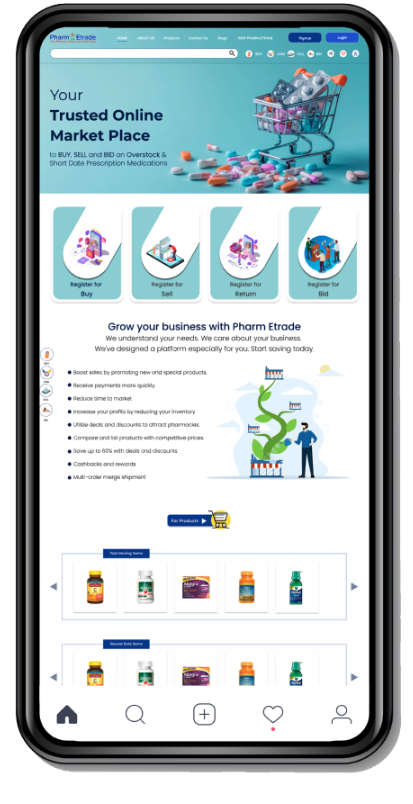 Pharm Etrade
HOME ABOUT US Products Contact Us Blogs WHY PHARM ETRADE Signup Login
BUY JOIN SELL BID
Your
Trusted Online
Market Place
to BUY, SELL and BID on Overstock &
Short Date Prescription Medications
Register for
Buy
Register for
Sell
Register for
Return
Register for
Bid
Grow your business with Pharm Etrade
We understand your needs. We care about your business.
We've designed a platform especially for you. Start saving today.
Boost sales by promoting new and special products.
Receive payments more quickly.
Reduce time to market
Increase your profits by reducing your inventory
Utilize deals and discounts to attract pharmacies.
Compare and list products with competitive prices.
Save up to 60% with deals and discounts
Cashbacks and rewards
Multi-order merge shipment
For Products
Fast Moving Items